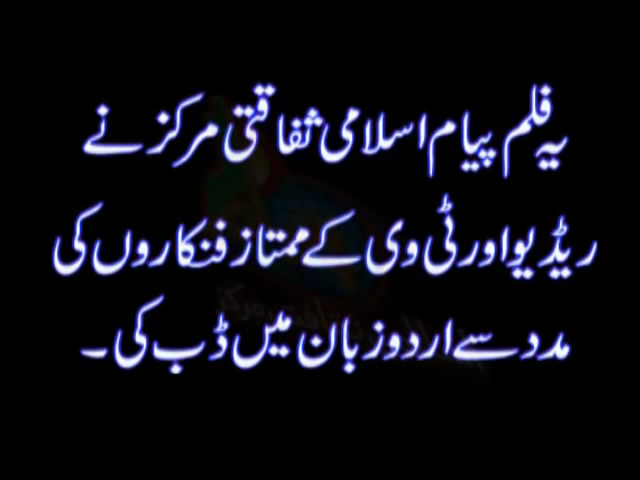 یہ فلم پیام اسلامی ثقافتی مرکز نے
ریڈیو اور ٹی وی کے ممتاز فنکاروں کی
مدد سے اردو زبان میں ڈب کی ۔